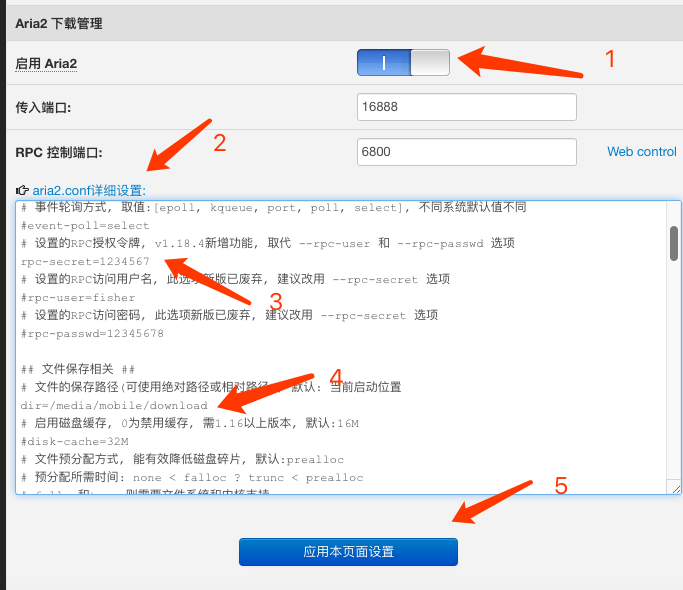 Aria2 下载管理
启用 Aria2
1
传入端口:
16888
2
RPC 控制端口:
6800
Web control
aria2.conf详细设置:
# 事件轮询方式, 取值:[epoll, kqueue, port, poll, select], 不同系统默认值不同
#event-poll=select
# 设置的RPC授权令牌, v1.18.4新增功能, 取代 --rpc-user 和 --rpc-passwd 选项
rpc-secret=1234567
# 设置的RPC访问用户名, 此选项新版已废弃, 建议改用 --rpc-secret 选项
#rpc-user=fisher
3
# 设置的RPC访问密码, 此选项新版已废弃, 建议改用 --rpc-secret 选项
#rpc-passwd=12345678
## 文件保存相关 ##
4
# 文件的保存路径(可使用绝对路径或相对路径 默认: 当前启动位置
dir=/media/mobile/download
# 启用磁盘缓存, 0为禁用缓存, 需1.16以上版本, 默认:16M
#disk-cache=32M
# 文件预分配方式, 能有效降低磁盘碎片, 默认:prealloc
# 预分配所需时间: none < falloc ? trunc < prealloc
5
应用本页面设置